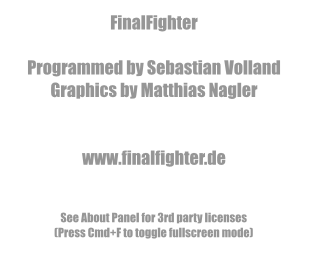 FinalFighter
Programmed by Sebastian Volland
Graphics by Matthias Nagler
www.finalfighter.de
See About Panel for 3rd party licenses
(Press Cmd+F to toggle fullscreen mode)